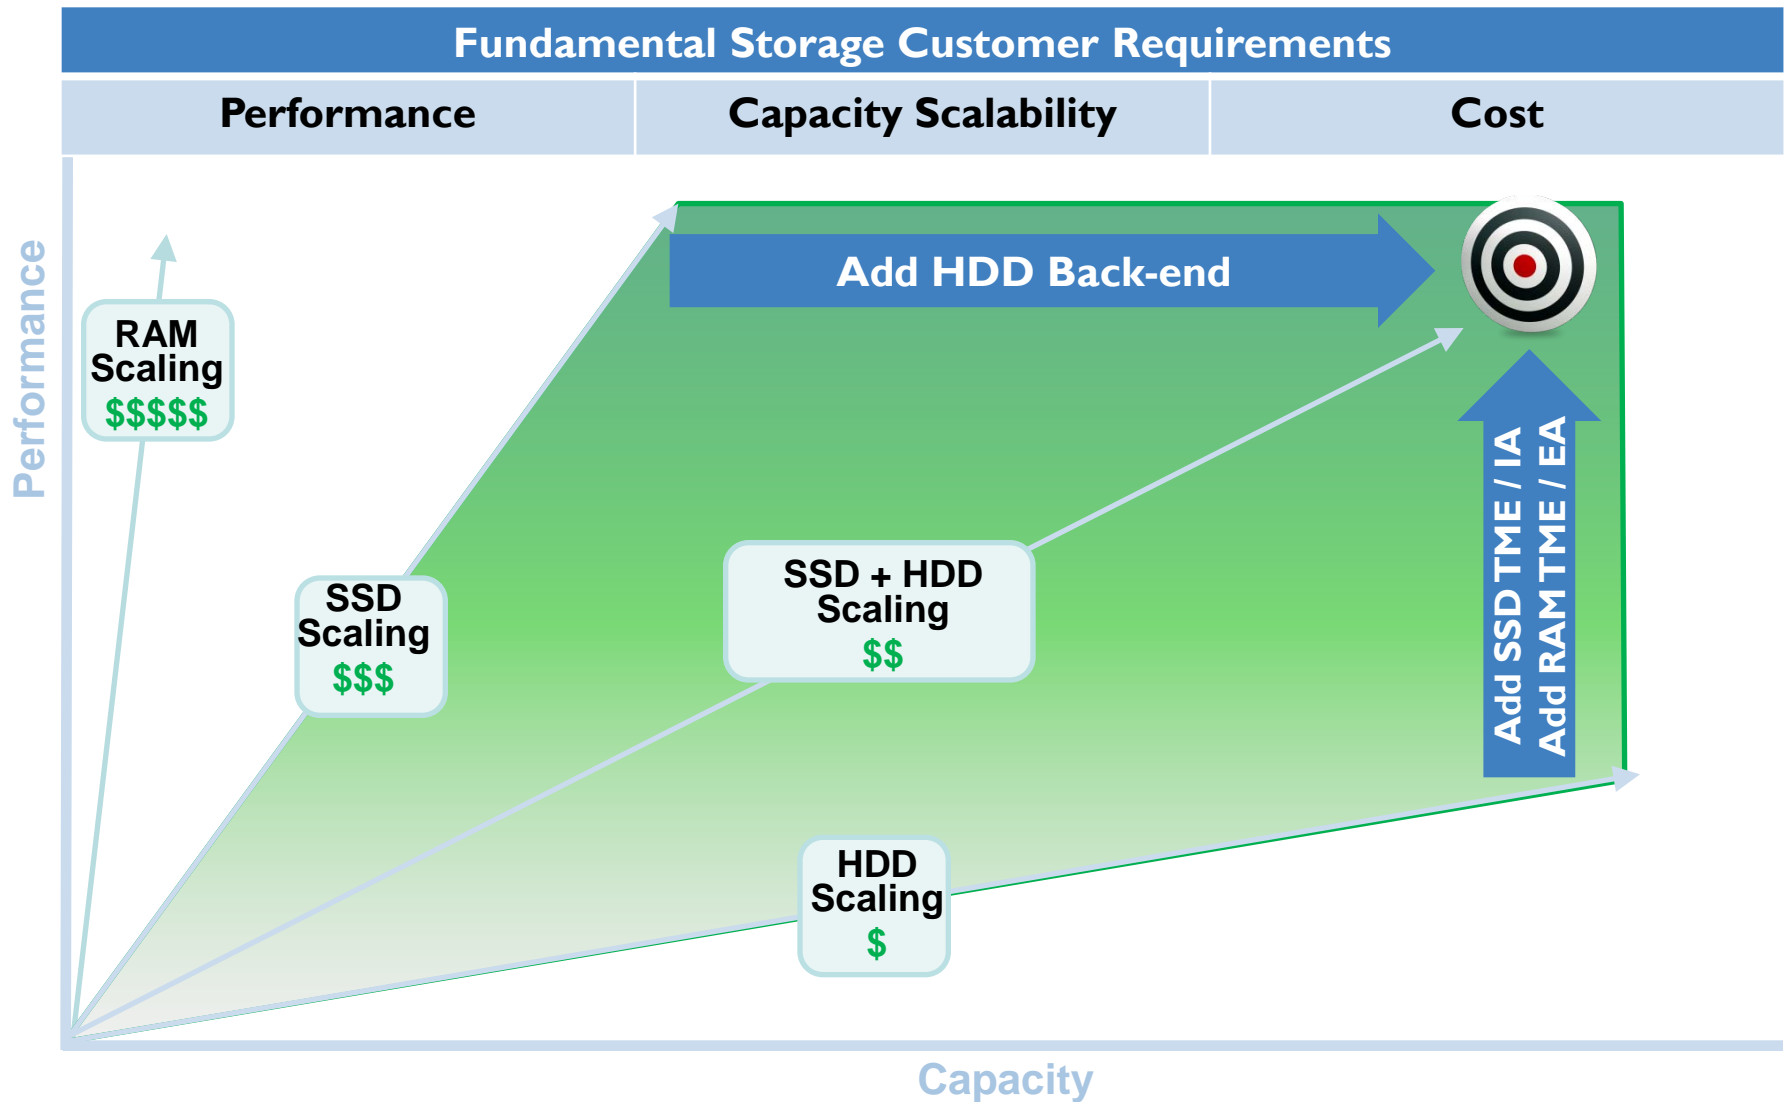 Fundamental Storage Customer Requirements
Performance
Capacity Scalability
Cost
Performance
Add HDD Back-end
RAM
Scaling
$$$$$
SSD
Scaling
$$$
SSD + HDD
Scaling
$$
Add SSD TME / IA
Add RAM TME / EA
HDD
Scaling
$
Capacity